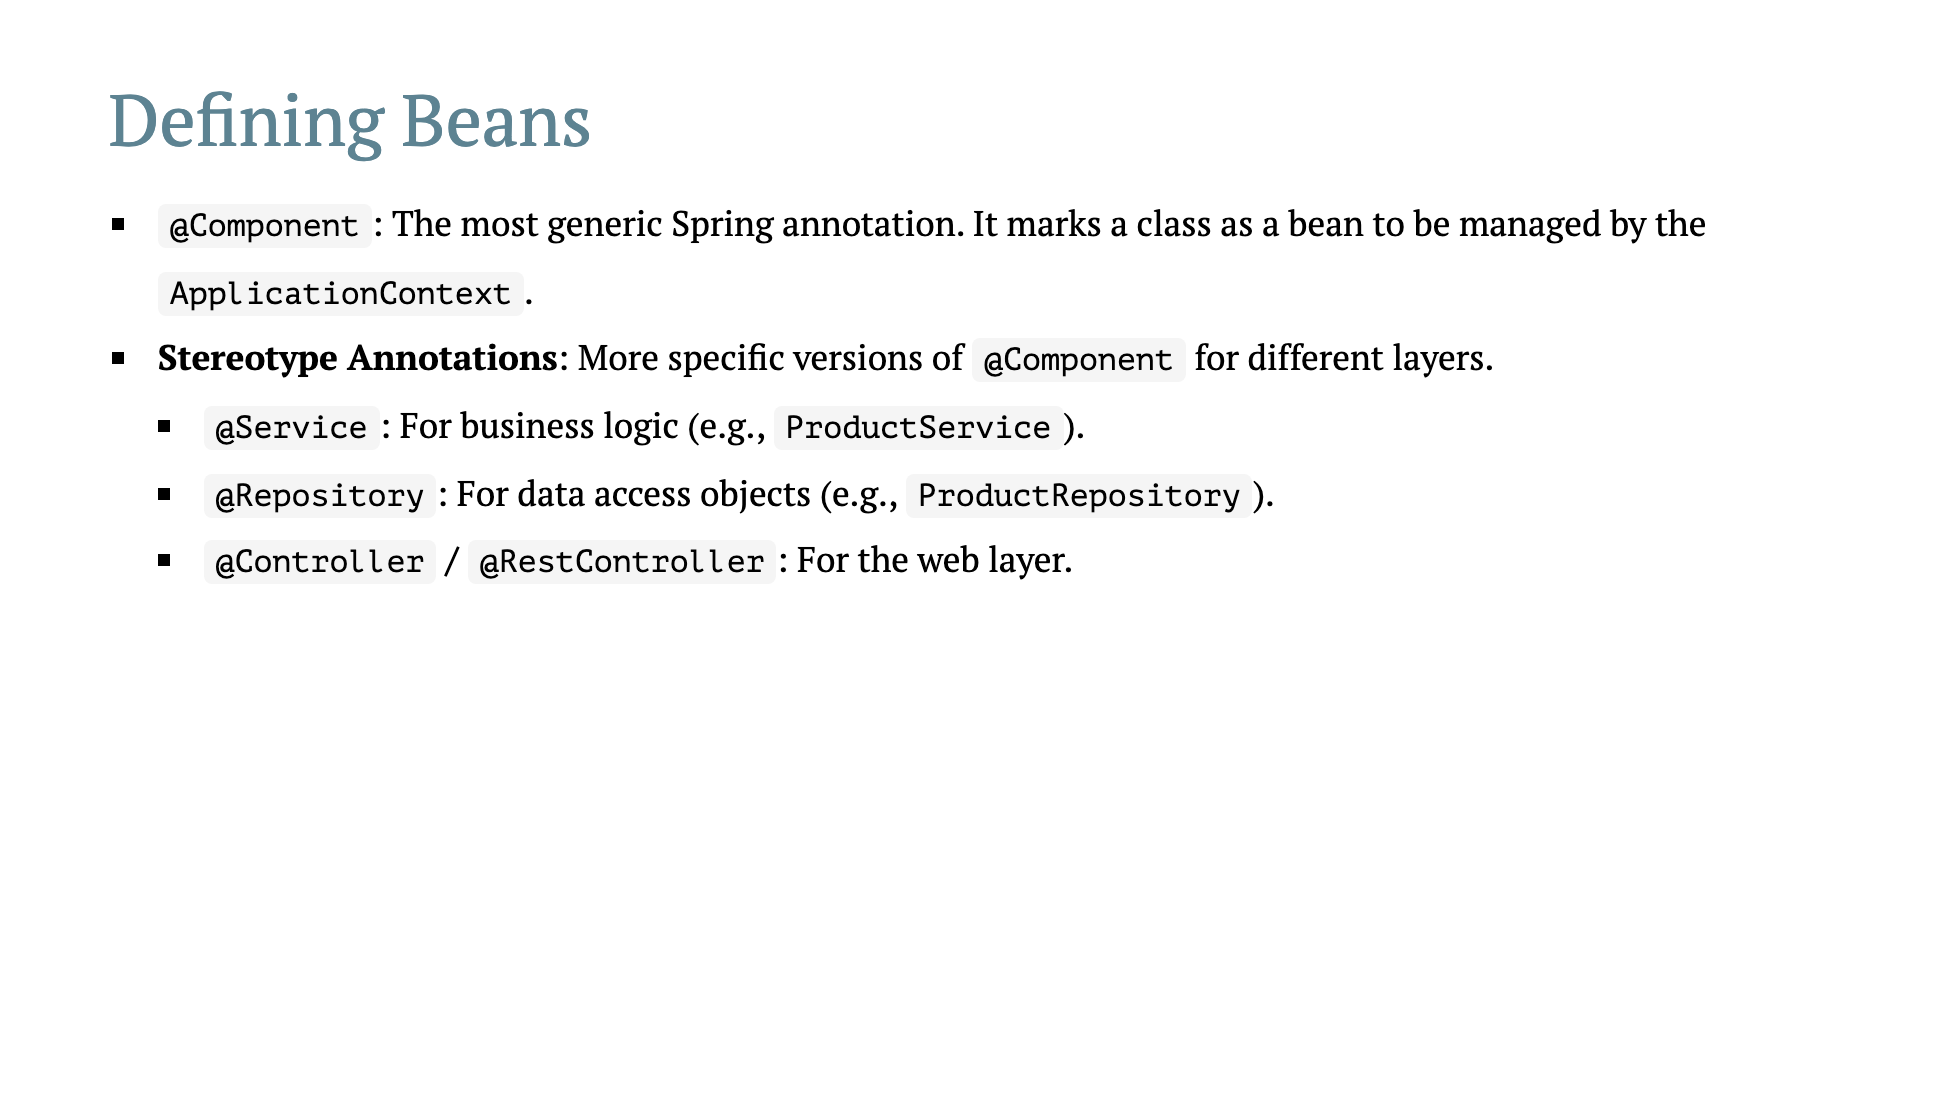 Defining Beans
@Component : The most generic Spring annotation. It marks a class as a bean to be managed by the
ApplicationContext .
Stereotype Annotations: More specific versions of @Component for different layers.
@Service : For business logic (e.g., ProductService ).
@Repository : For data access objects (e.g., ProductRepository ).
@Controller / @RestController : For the web layer.